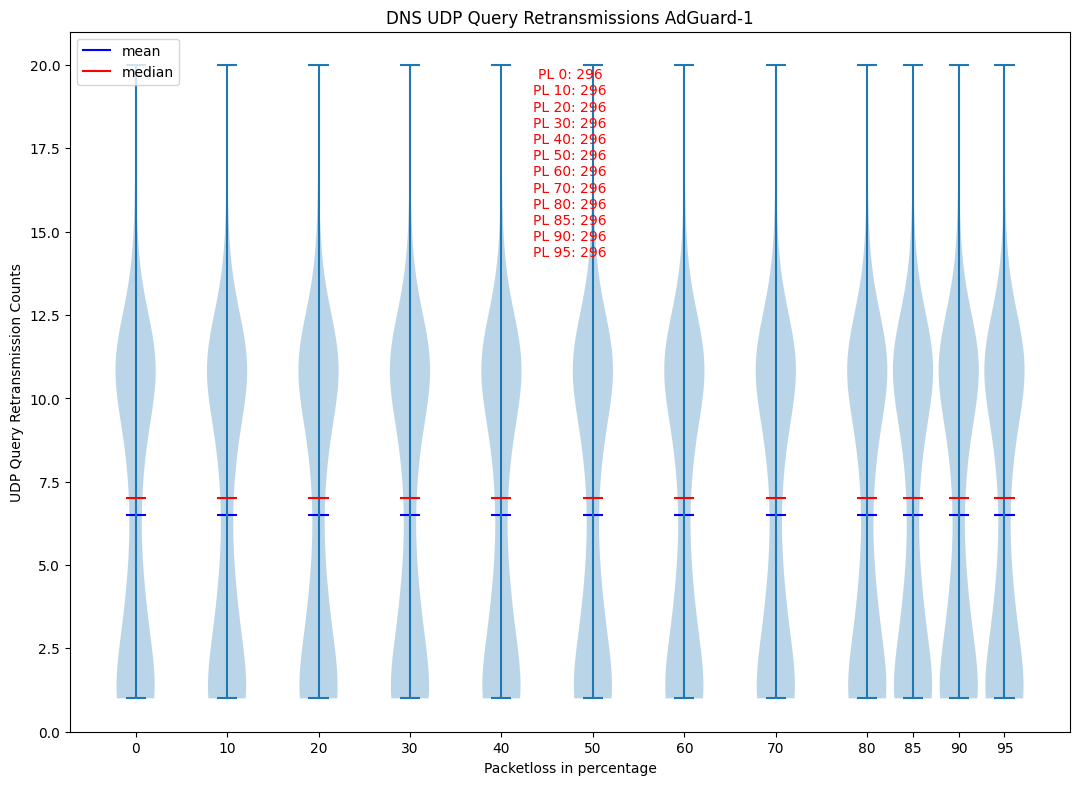 DNS UDP Query Retransmissions AdGuard-1
mean
median
PL 0: 296
PL 10: 296
PL 20: 296
PL 30: 296
PL 40: 296
PL 50: 296
PL 60: 296
PL 70: 296
PL 80: 296
PL 85: 296
PL 90: 296
PL 95: 296
UDP Query Retransmission Counts
20.0
17.5
15.0
12.5
10.0
7.5
5.0
2.5
0.0
0 10 20 30 40 50 60 70 80 85 90 95
Packetloss in percentage